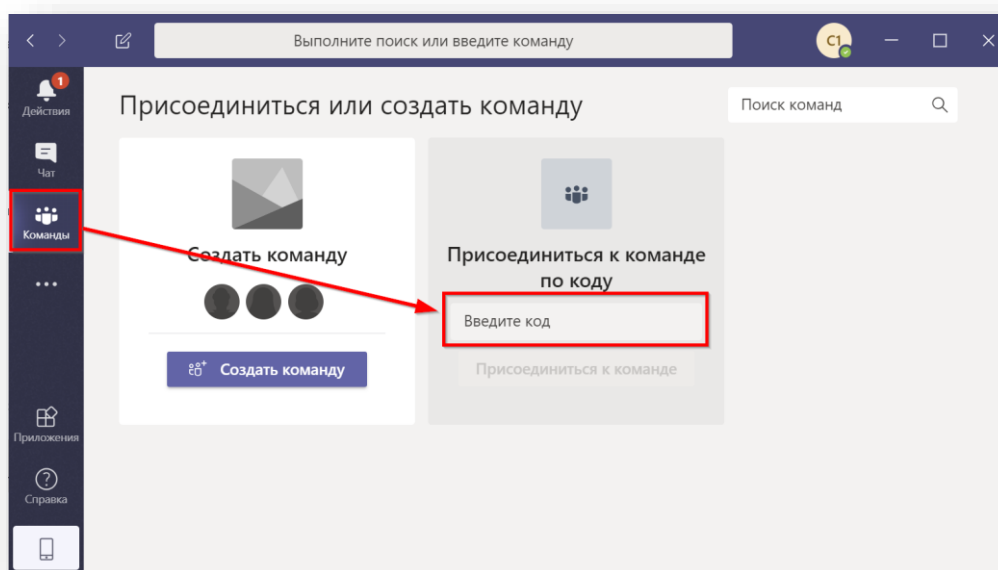 Выполните поиск или введите команду
C1
1
Действия
Чат
Команды
Приложения
Справка
Присоединиться или создать команду
Поиск команд
Создать команду
Создать команду
Присоединиться к команде
по коду
Введите код
Присоединиться к команде